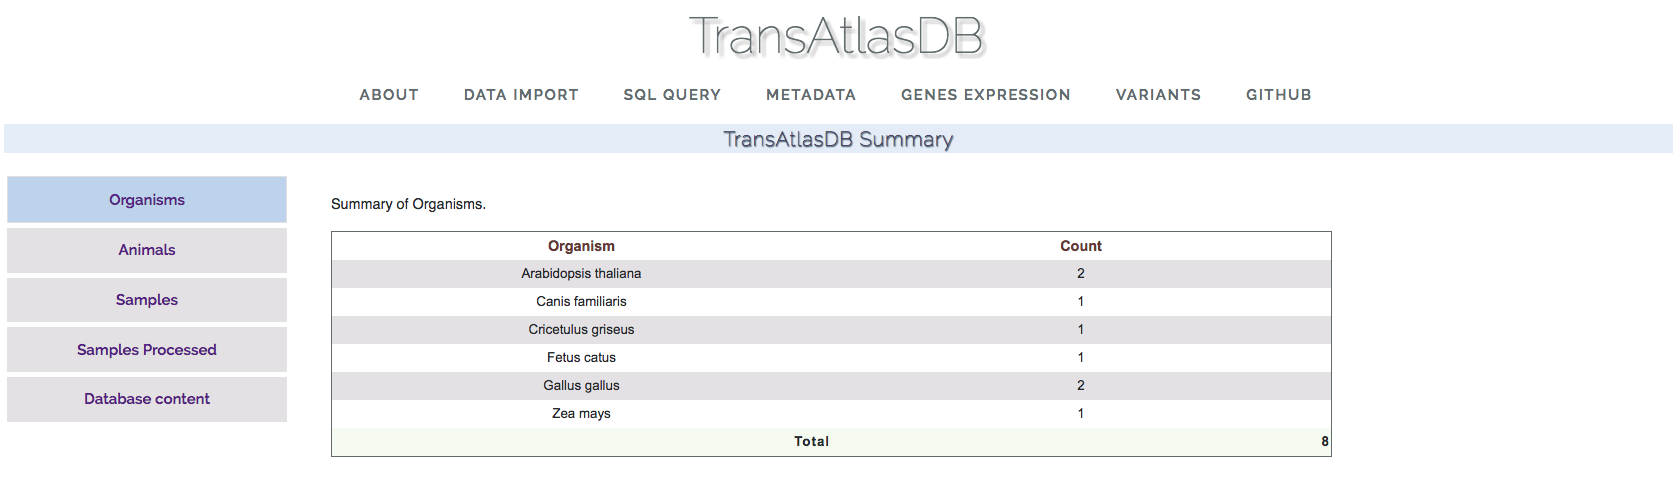 TransAtlasDB
ABOUT DATA IMPORT SQL QUERY METADATA GENES EXPRESSION VARIANTS GITHUB
TransAtlasDB Summary
Organisms
Animals
Samples
Samples Processed
Database content
Summary of Organisms.
Organism Count
Arabidopsis thaliana 2
Canis familiaris 1
Cricetulus griseus 1
Fetus catus 1
Gallus gallus 2
Zea mays 1
Total 8